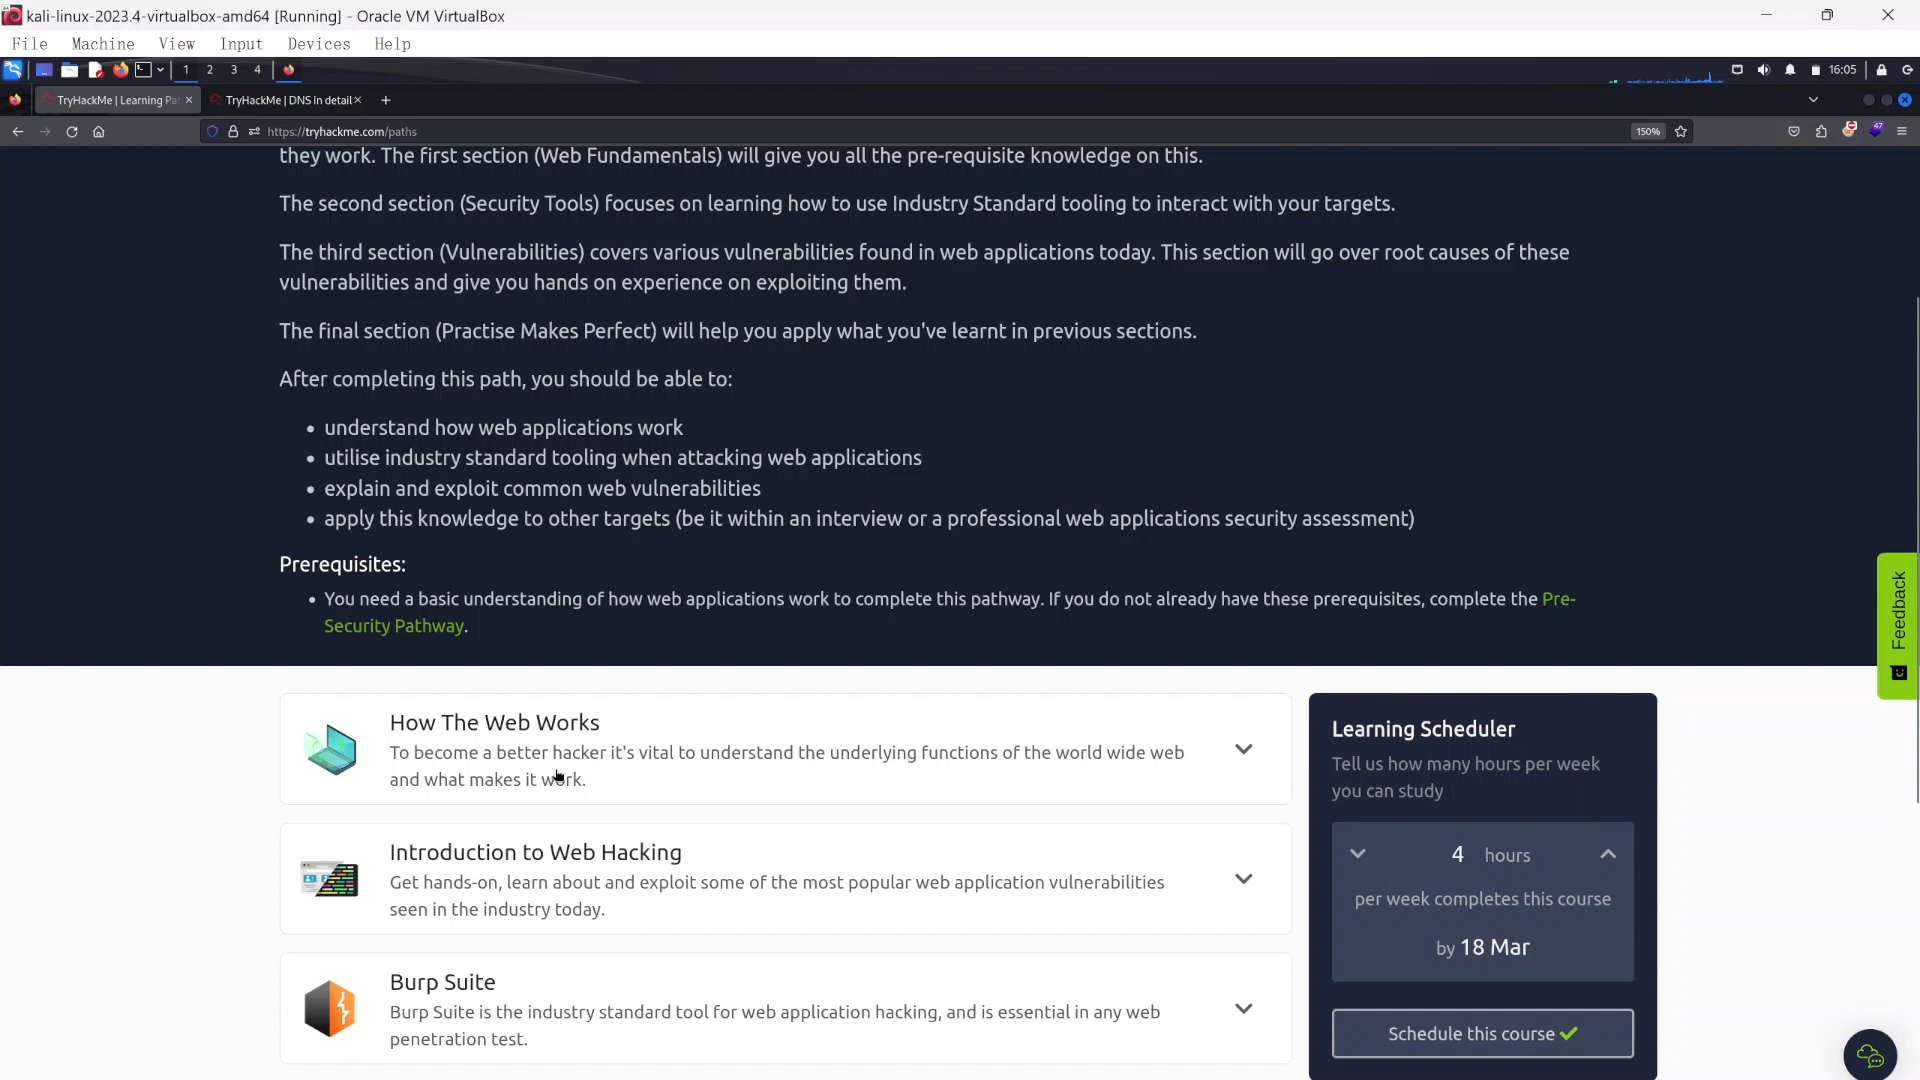 kali-linux-2023.4-virtualbox-amd64 [Running] - Oracle VM VirtualBox
File Machine View Input Devices Help
1 2 3 4 16:05
TryHackMe | Learning Pat TryHackMe | DNS in detail
https://tryhackme.com/paths 150% 47
they work. The first section (Web Fundamentals) will give you all the pre-requisite knowledge on this.
The second section (Security Tools) focuses on learning how to use Industry Standard tooling to interact with your targets.
The third section (Vulnerabilities) covers various vulnerabilities found in web applications today. This section will go over root causes of these
vulnerabilities and give you hands on experience on exploiting them.
The final section (Practise Makes Perfect) will help you apply what you've learnt in previous sections.
After completing this path, you should be able to:
• understand how web applications work
• utilise industry standard tooling when attacking web applications
• explain and exploit common web vulnerabilities
• apply this knowledge to other targets (be it within an interview or a professional web applications security assessment)
Prerequisites:
• You need a basic understanding of how web applications work to complete this pathway. If you do not already have these prerequisites, complete the Pre-
Security Pathway.
Feedback
How The Web Works
To become a better hacker it's vital to understand the underlying functions of the world wide web
and what makes it work.
Introduction to Web Hacking
Get hands-on, learn about and exploit some of the most popular web application vulnerabilities
seen in the industry today.
Burp Suite
Burp Suite is the industry standard tool for web application hacking, and is essential in any web
penetration test.
Learning Scheduler
Tell us how many hours per week
you can study
4 hours
per week completes this course
by 18 Mar
Schedule this course